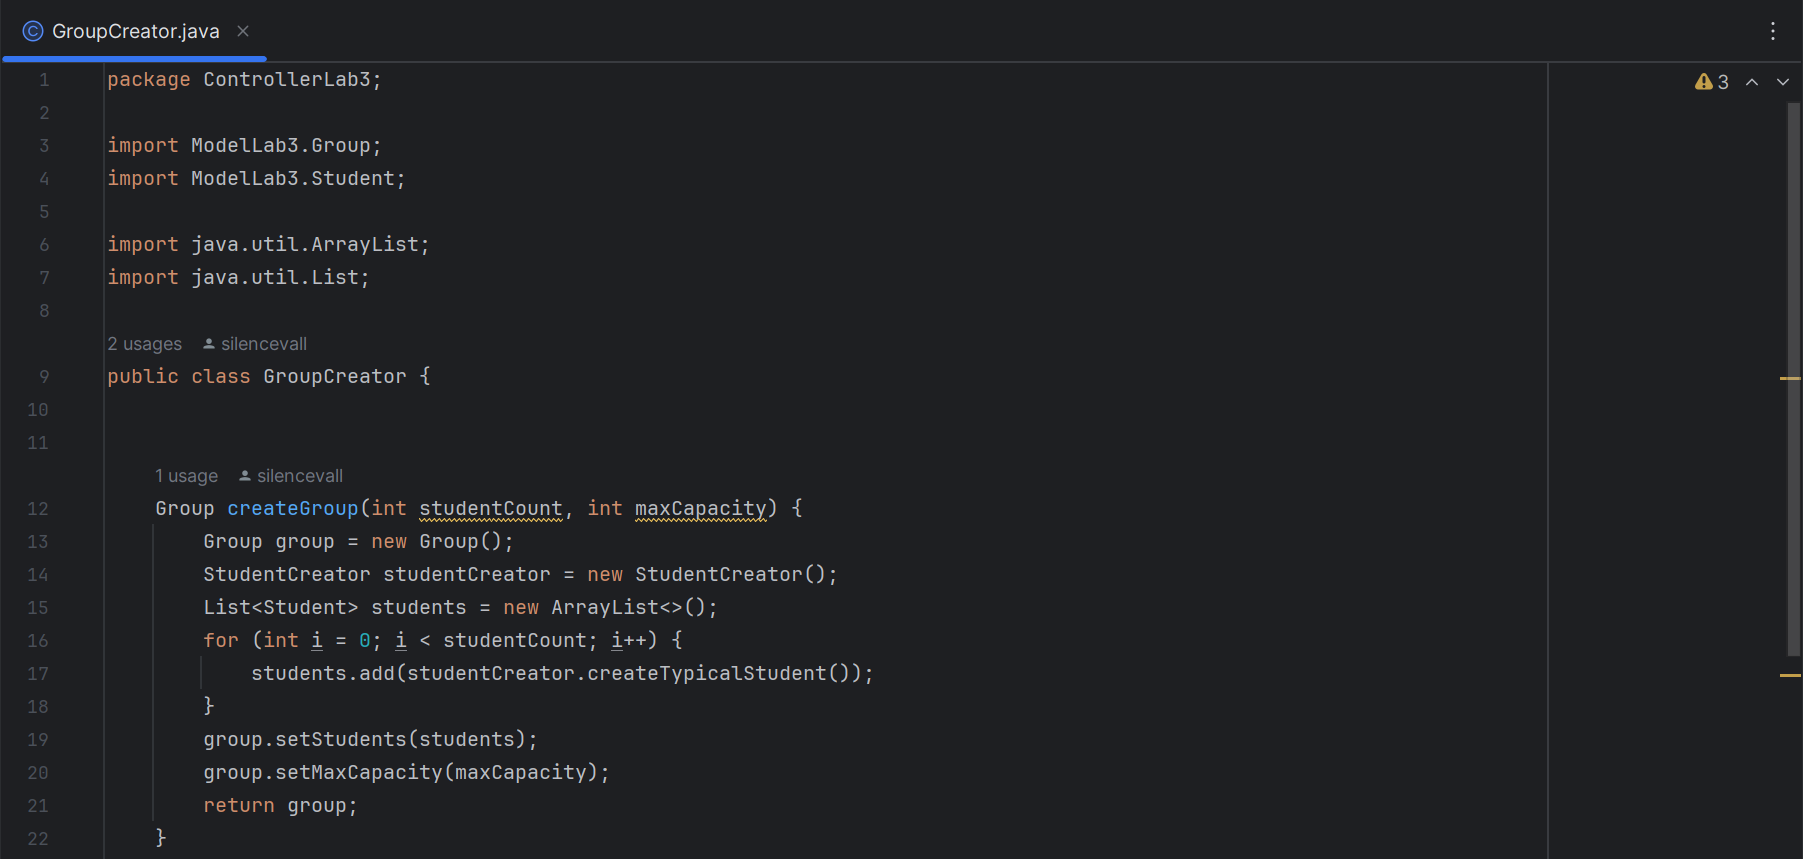 GroupCreator.java
3
1 package ControllerLab3;
2
3 import ModelLab3.Group;
4 import ModelLab3.Student;
5
6 import java.util.ArrayList;
7 import java.util.List;
8
2 usages silencevall
9 public class GroupCreator {
10
11
1 usage silencevall
12 Group createGroup(int studentCount, int maxCapacity) {
13 Group group = new Group();
14 StudentCreator studentCreator = new StudentCreator();
15 List<Student> students = new ArrayList<>();
16 for (int i = 0; i < studentCount; i++) {
17 students.add(studentCreator.createTypicalStudent());
18 }
19 group.setStudents(students);
20 group.setMaxCapacity(maxCapacity);
21 return group;
22 }